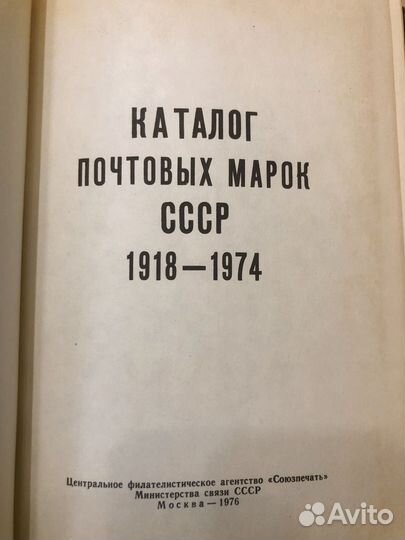 КАТАЛОГ
ПОЧТОВЫХ МАРОК
СССР
1918—1974
Центральное филателистическое агентство «Союзпечать»
Министерства связи СССР
Москва—1976
Avito